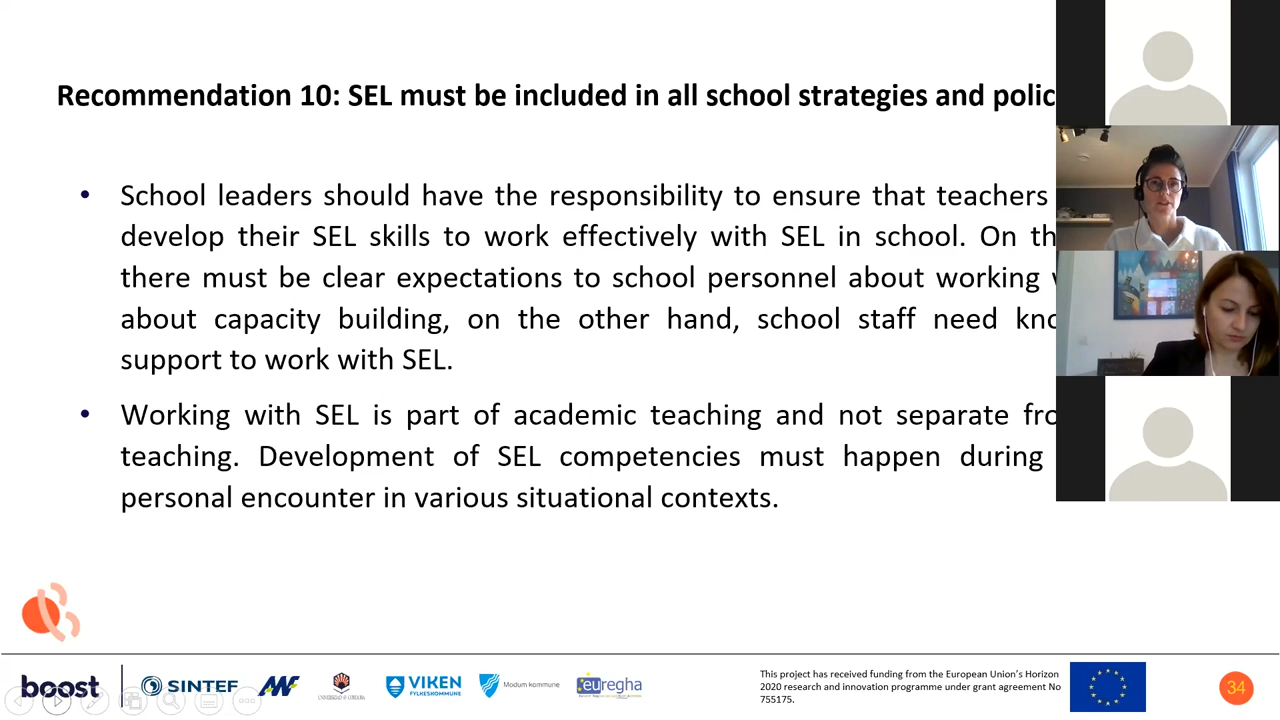 Recommendation 10: SEL must be included in all school strategies and polic
School leaders should have the responsibility to ensure that teachers
develop their SEL skills to work effectively with SEL in school. On th
there must be clear expectations to school personnel about working
about capacity building, on the other hand, school staff need kno
support to work with SEL.
Working with SEL is part of academic teaching and not separate fro
teaching. Development of SEL competencies must happen during
personal encounter in various situational contexts.
boost
SINTEF
VIKEN
FYLKESKOMMUNE
Modum kommune
euregha
This project has received funding from the European Union's Horizon
2020 research and innovation programme under grant agreement No
755175.
34